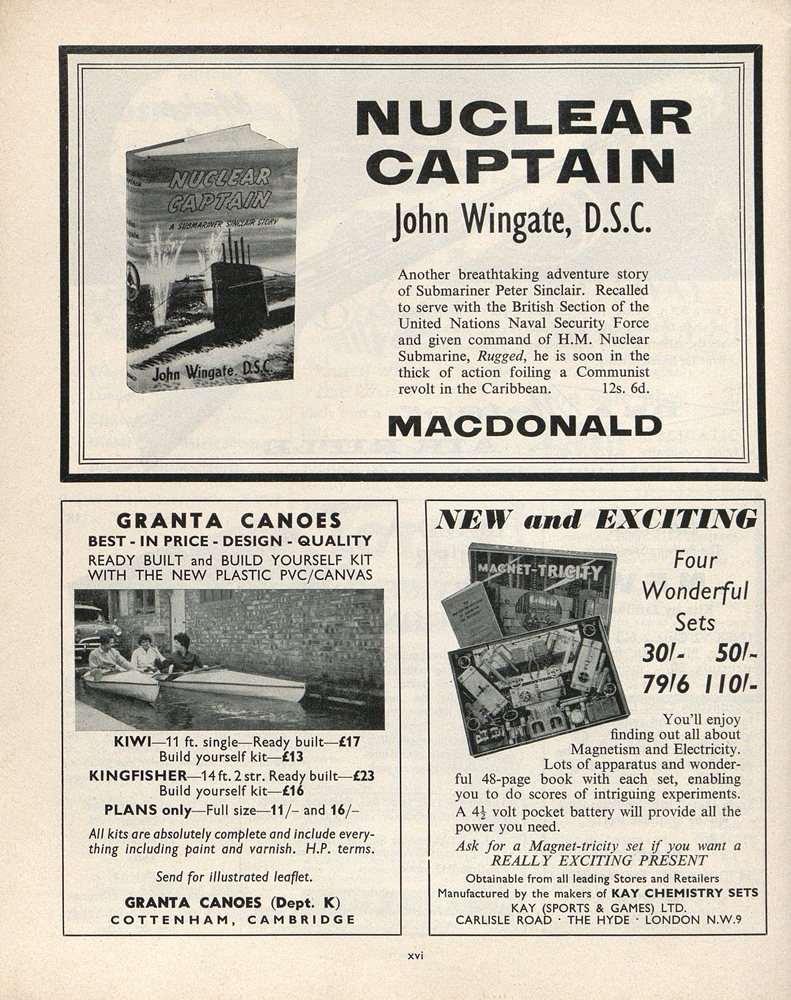 NUCLEAR
CAPTAIN
A SUBMARINER SINCLAIR STORY
John Wingate. D.S.C.
NUCLEAR
CAPTAIN
John Wingate, D.S.C.
Another breathtaking adventure story
of Submariner Peter Sinclair. Recalled
to serve with the British Section of the
United Nations Naval Security Force
and given command of H.M. Nuclear
Submarine, Rugged, he is soon in the
thick of action foiling a Communist
revolt in the Caribbean. 12s. 6d.
MACDONALD
GRANTA CANOES
BEST - IN PRICE - DESIGN - QUALITY
READY BUILT and BUILD YOURSELF KIT
WITH THE NEW PLASTIC PVC/CANVAS
KIWI—11 ft. single—Ready built—£17
Build yourself kit—£13
KINGFISHER—14 ft. 2 str. Ready built—£23
Build yourself kit—£16
PLANS only—Full size—11/- and 16/-
All kits are absolutely complete and include every-
thing including paint and varnish. H.P. terms.
Send for illustrated leaflet.
GRANTA CANOES (Dept. K)
COTTENHAM, CAMBRIDGE
NEW and EXCITING
MAGNET-TRICITY
Four
Wonderful
Sets
30/- 50/-
79/6 110/-
You'll enjoy
finding out all about
Magnetism and Electricity.
Lots of apparatus and wonder-
ful 48-page book with each set, enabling
you to do scores of intriguing experiments.
A 4½ volt pocket battery will provide all the
power you need.
Ask for a Magnet-tricity set if you want a
REALLY EXCITING PRESENT
Obtainable from all leading Stores and Retailers
Manufactured by the makers of KAY CHEMISTRY SETS
KAY (SPORTS & GAMES) LTD.
CARLISLE ROAD · THE HYDE · LONDON N.W.9
xvi